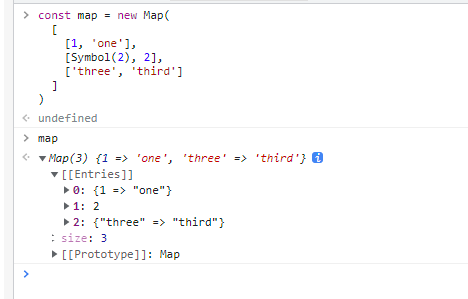 > const map = new Map(
[
[1, 'one'],
[Symbol(2), 2],
['three', 'third']
]
)
undefined
> map
▼Map(3) {1 => 'one', 'three' => 'third'} i
▼[[Entries]]
▶0: {1 => "one"}
▶1: 2
▶2: {"three" => "third"}
size: 3
▶[[Prototype]]: Map
>